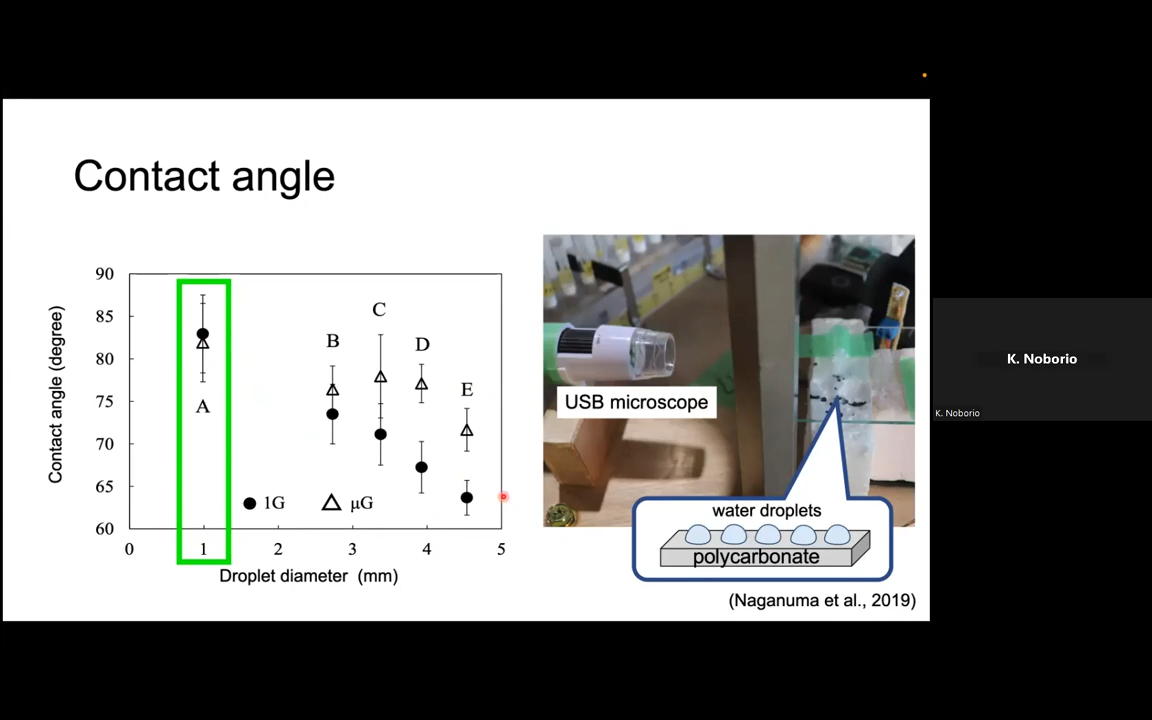 Contact angle
90
85
80
75
70
65
60
Contact angle (degree)
A
B
C
D
E
1G
μG
0
1
2
3
4
5
Droplet diameter (mm)
USB microscope
water droplets
polycarbonate
(Naganuma et al., 2019)
K. Noborio
K. Noborio